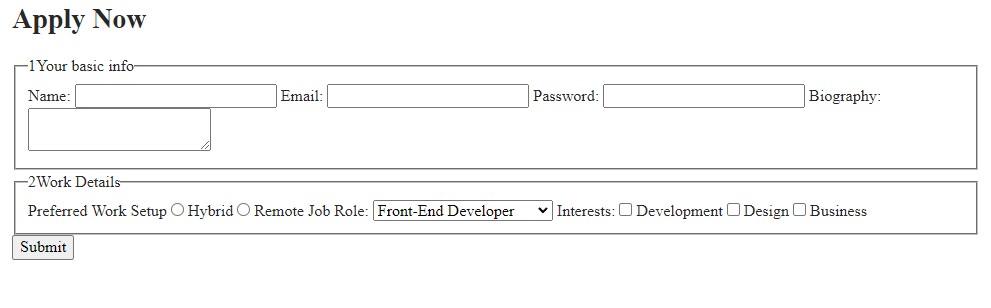 Apply Now
1Your basic info
Name: Email: Password: Biography:
2Work Details
Preferred Work Setup Hybrid Remote Job Role: Front-End Developer Interests: Development Design Business
Submit